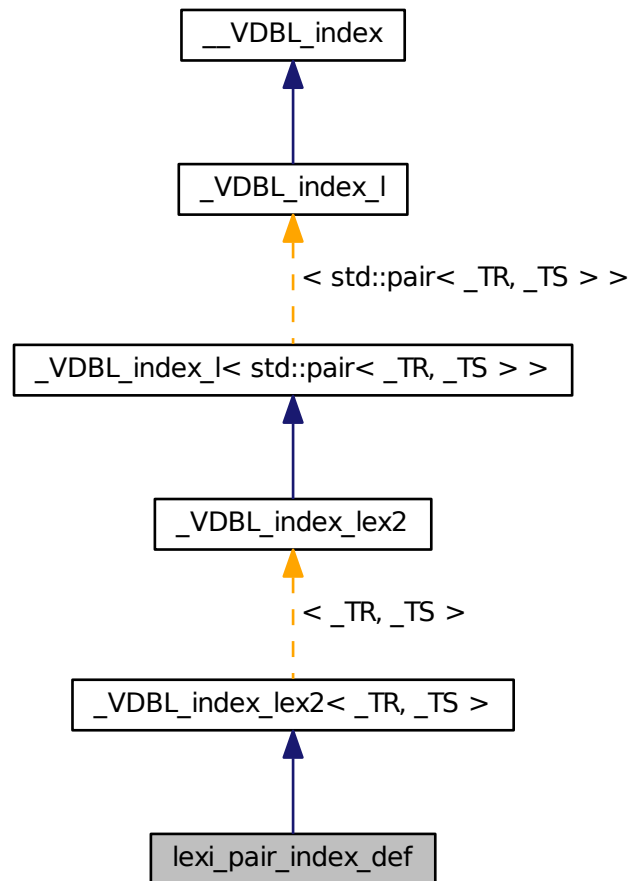 __VDBL_index
_VDBL_index_l
< std::pair< _TR, _TS > >
_VDBL_index_l< std::pair< _TR, _TS > >
_VDBL_index_lex2
< _TR, _TS >
_VDBL_index_lex2< _TR, _TS >
lexi_pair_index_def